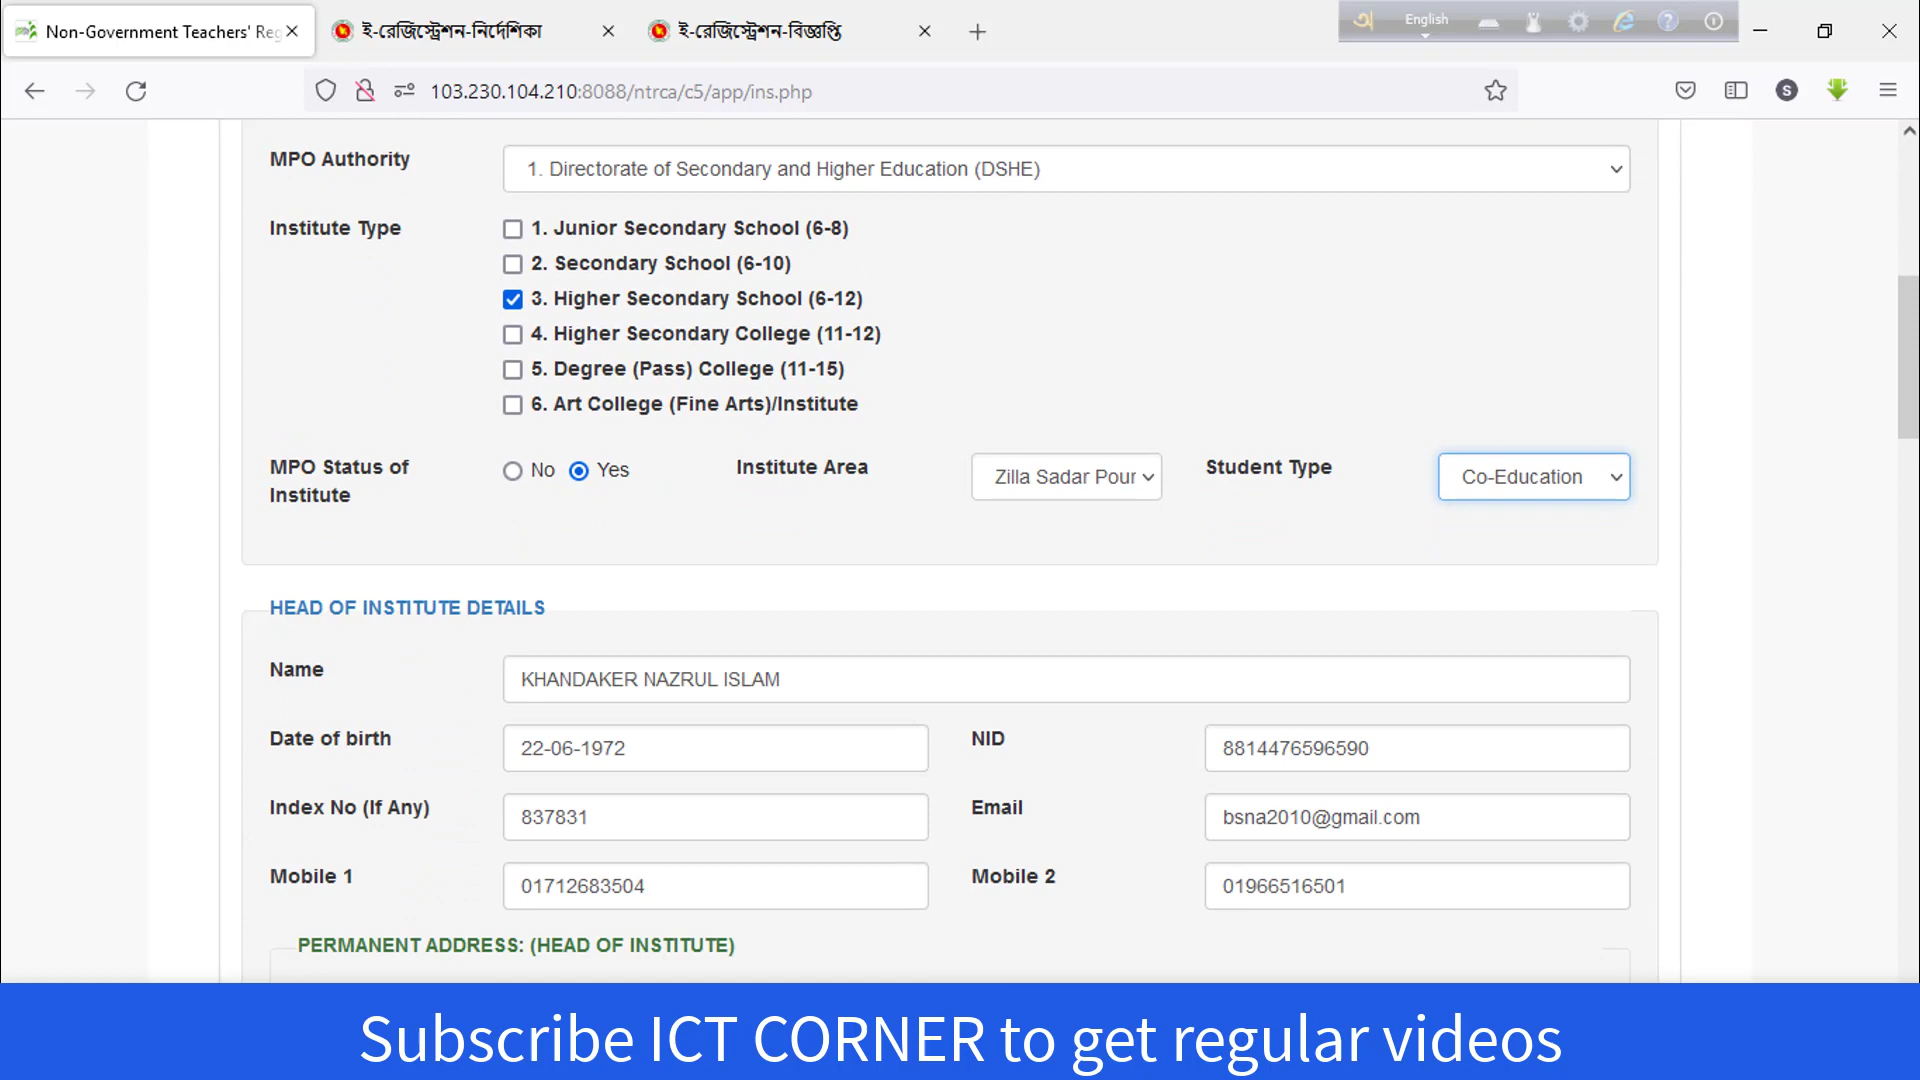 Non-Government Teachers' Reg
ই-রেজিস্ট্রেশন-নির্দেশিকা
ই-রেজিস্ট্রেশন-বিজ্ঞপ্তি
অ
English
103.230.104.210:8088/ntrca/c5/app/ins.php
S
MPO Authority
1. Directorate of Secondary and Higher Education (DSHE)
Institute Type
1. Junior Secondary School (6-8)
2. Secondary School (6-10)
3. Higher Secondary School (6-12)
4. Higher Secondary College (11-12)
5. Degree (Pass) College (11-15)
6. Art College (Fine Arts)/Institute
MPO Status of Institute
No
Yes
Institute Area
Zilla Sadar Pour
Student Type
Co-Education
HEAD OF INSTITUTE DETAILS
Name
KHANDAKER NAZRUL ISLAM
Date of birth
22-06-1972
NID
8814476596590
Index No (If Any)
837831
Email
bsna2010@gmail.com
Mobile 1
01712683504
Mobile 2
01966516501
PERMANENT ADDRESS: (HEAD OF INSTITUTE)
Subscribe ICT CORNER to get regular videos